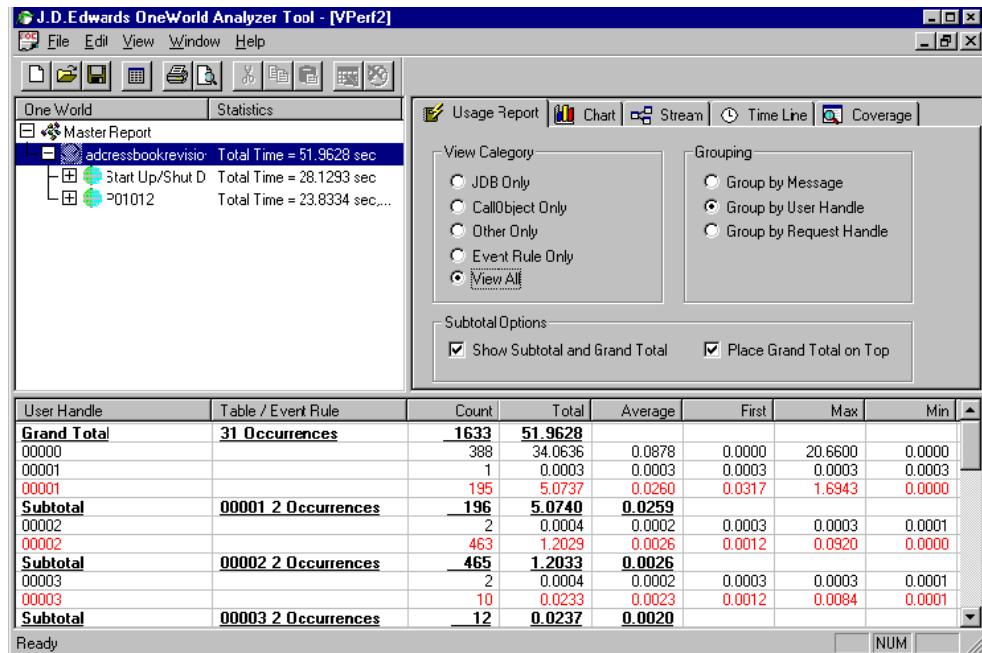 J.D.Edwards OneWorld Analyzer Tool - [VPerf2]
File Edit View Window Help
One World Statistics
Master Report
adcressbookrevisio Total Time = 51.9628 sec
Start Up/Shut D Total Time = 28.1293 sec
P01012 Total Time = 23.8334 sec,...
Usage Report Chart Stream Time Line Coverage
View Category
JDB Only
CallObject Only
Other Only
Event Rule Only
View All
Grouping
Group by Message
Group by User Handle
Group by Request Handle
Subtotal Options
Show Subtotal and Grand Total Place Grand Total on Top
User Handle Table / Event Rule Count Total Average First Max Min
Grand Total 31 Occurrences 1633 51.9628
00000 388 34.0636 0.0878 0.0000 20.6600 0.0000
00001 1 0.0003 0.0003 0.0003 0.0003 0.0003
00001 195 5.0737 0.0260 0.0317 1.6943 0.0000
Subtotal 00001 2 Occurrences 196 5.0740 0.0259
00002 2 0.0004 0.0002 0.0003 0.0003 0.0001
00002 463 1.2029 0.0026 0.0012 0.0920 0.0000
Subtotal 00002 2 Occurrences 465 1.2033 0.0026
00003 2 0.0004 0.0002 0.0003 0.0003 0.0001
00003 10 0.0233 0.0023 0.0012 0.0084 0.0001
Subtotal 00003 2 Occurrences 12 0.0237 0.0020
Ready NUM